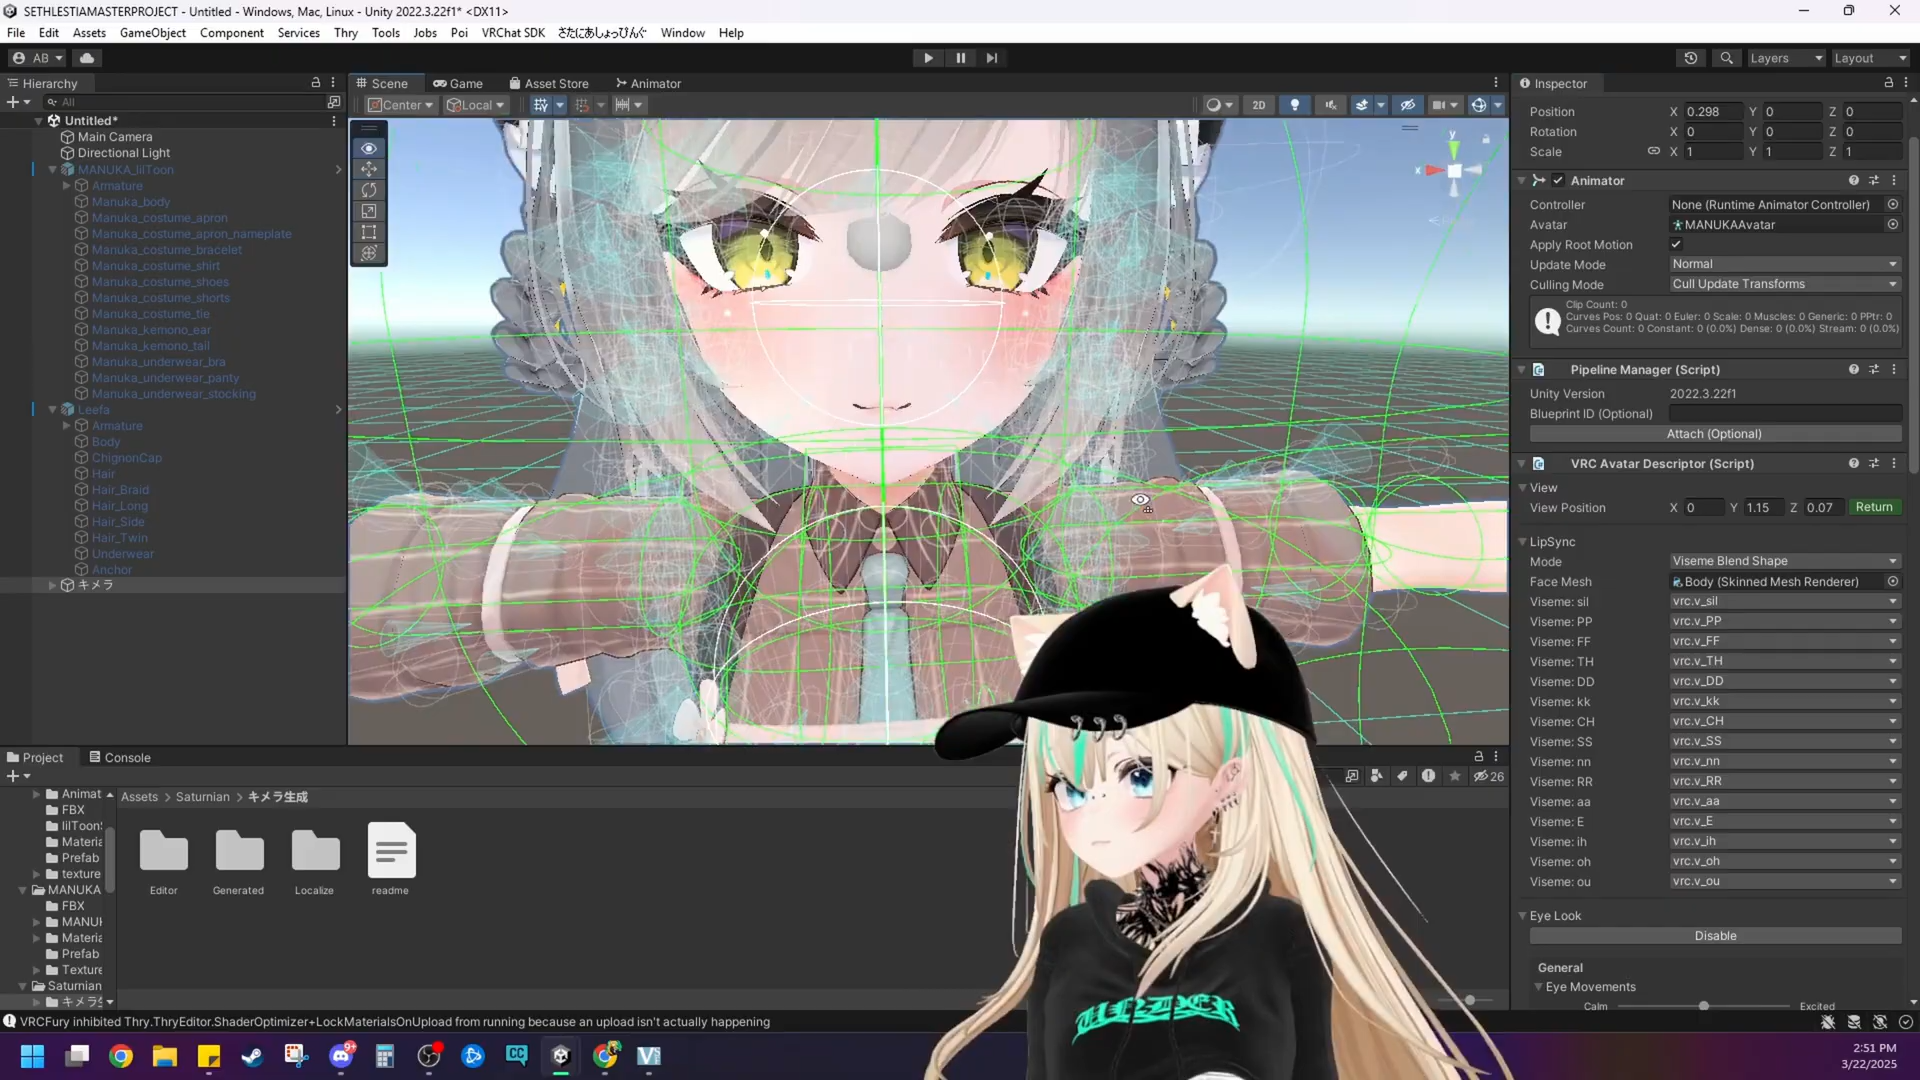 SETHLESTIAMASTERPROJECT - Untitled - Windows, Mac, Linux - Unity 2022.3.22f1* <DX11>
File Edit Assets GameObject Component Services Thry Tools Jobs Poi VRChat SDK さたにあしょっぴんぐ Window Help
AB
Layers
Layout
Hierarchy
Scene
Game
Asset Store
Animator
Inspector
All
Center
Local
2D
Untitled*
Main Camera
Directional Light
MANUKA_lilToon
Armature
Manuka_body
Manuka_costume_apron
Manuka_costume_apron_nameplate
Manuka_costume_bracelet
Manuka_costume_shirt
Manuka_costume_shoes
Manuka_costume_shorts
Manuka_costume_tie
Manuka_kemono_ear
Manuka_kemono_tail
Manuka_underwear_bra
Manuka_underwear_panty
Manuka_underwear_stocking
Leefa
Armature
Body
ChignonCap
Hair
Hair_Braid
Hair_Long
Hair_Side
Hair_Twin
Underwear
Anchor
キメラ
y
x
Position X 0.298 Y 0 Z 0
Rotation X 0 Y 0 Z 0
Scale X 1 Y 1 Z 1
Animator
Controller None (Runtime Animator Controller)
Avatar MANUKAAvatar
Apply Root Motion
Update Mode Normal
Culling Mode Cull Update Transforms
Clip Count: 0
Curves Pos: 0 Quat: 0 Euler: 0 Scale: 0 Muscles: 0 Generic: 0 PPtr: 0
Curves Count: 0 Constant: 0 (0.0%) Dense: 0 (0.0%) Stream: 0 (0.0%)
Pipeline Manager (Script)
Unity Version 2022.3.22f1
Blueprint ID (Optional)
Attach (Optional)
VRC Avatar Descriptor (Script)
View
View Position X 0 Y 1.15 Z 0.07 Return
LipSync
Mode Viseme Blend Shape
Face Mesh Body (Skinned Mesh Renderer)
Viseme: sil vrc.v_sil
Viseme: PP vrc.v_PP
Viseme: FF vrc.v_FF
Viseme: TH vrc.v_TH
Viseme: DD vrc.v_DD
Viseme: kk vrc.v_kk
Viseme: CH vrc.v_CH
Viseme: SS vrc.v_SS
Viseme: nn vrc.v_nn
Viseme: RR vrc.v_RR
Viseme: aa vrc.v_aa
Viseme: E vrc.v_E
Viseme: ih vrc.v_ih
Viseme: oh vrc.v_oh
Viseme: ou vrc.v_ou
Eye Look
Disable
General
Eye Movements
Calm
Excited
Project
Console
26
Animat
FBX
lilToon
Materia
Prefab
texture
MANUKA
FBX
MANUK
Materia
Prefab
Texture
Saturnian
キメラ生
Assets > Saturnian > キメラ生成
Editor
Generated
Localize
readme
VRCFury inhibited Thry.ThryEditor.ShaderOptimizer+LockMaterialsOnUpload from running because an upload isn't actually happening
9+
CC
2:51 PM
3/22/2025